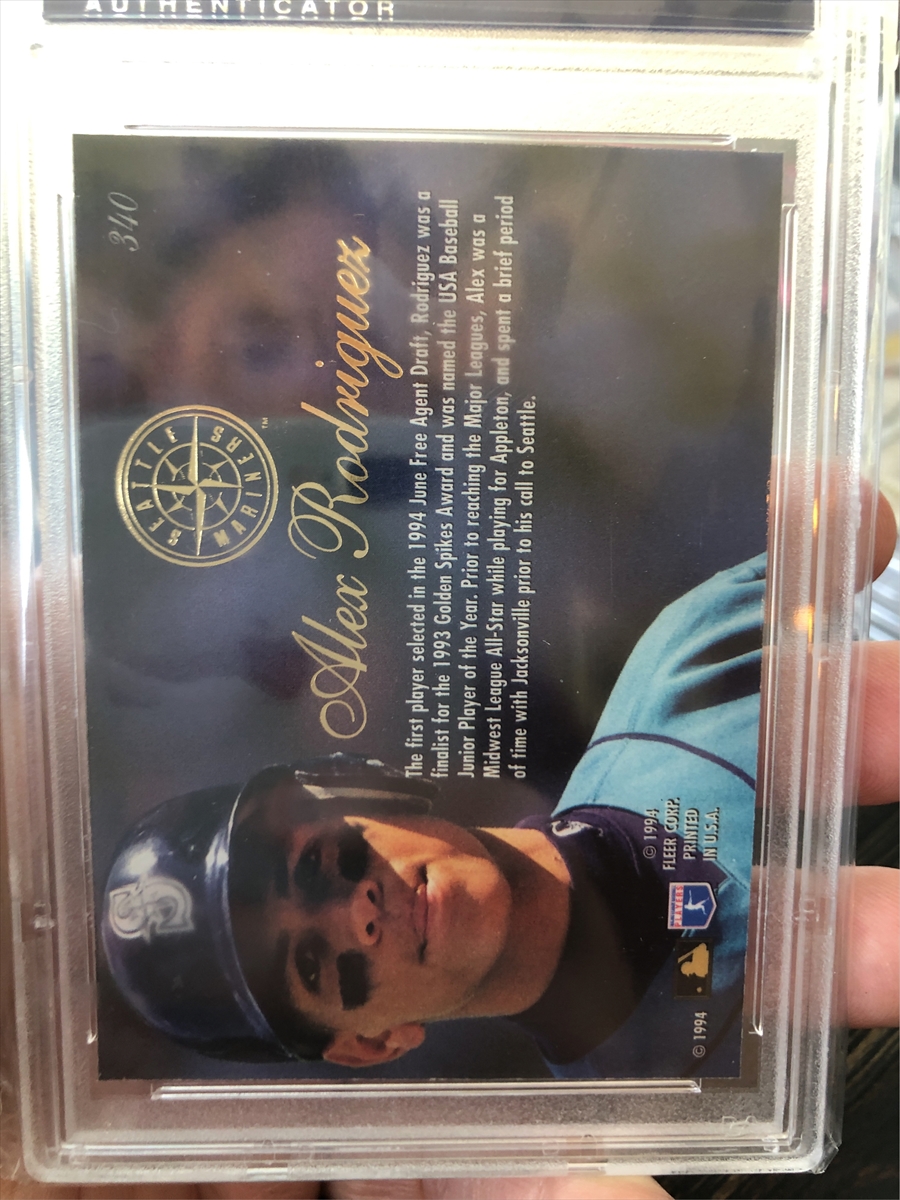 AUTHENTICATOR
340
SEATTLE
MARINERS
™
Alex Rodriguez
The first player selected in the 1994 June Free Agent Draft, Rodriguez was a
finalist for the 1993 Golden Spikes Award and was named the USA Baseball
Junior Player of the Year. Prior to reaching the Major Leagues, Alex was a
Midwest League All-Star while playing for Appleton, and spent a brief period
of time with Jacksonville prior to his call to Seattle.
S
© 1994
FLEER CORP.
PRINTED
IN U.S.A.
PLAYERS
© 1994